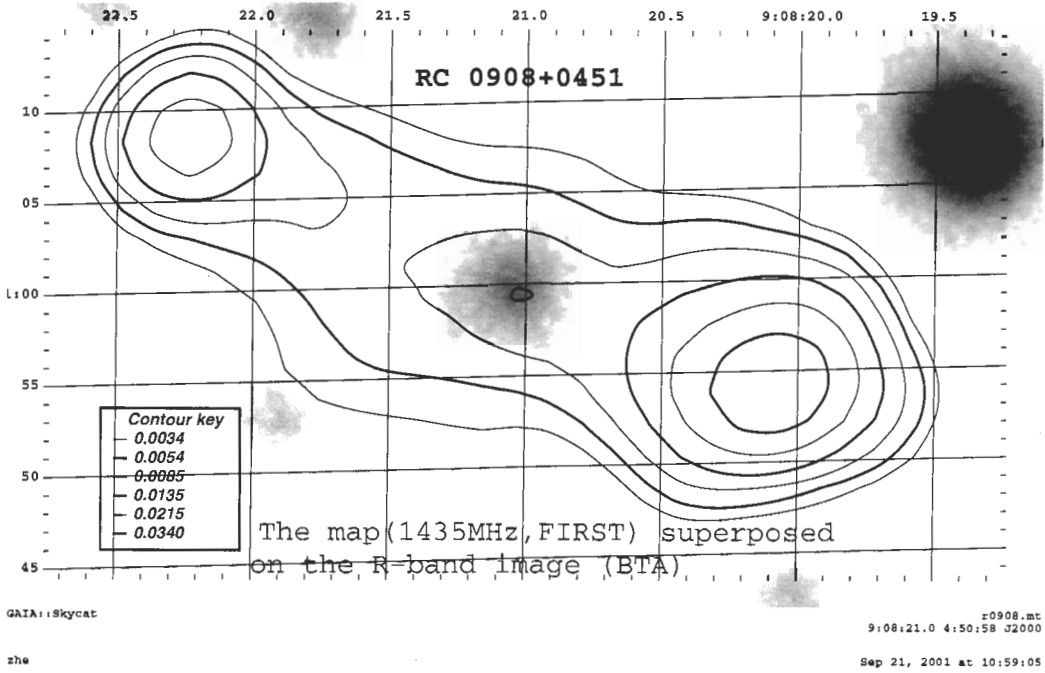 22.5 22.0 21.5 21.0 20.5 9:08:20.0 19.5
RC 0908+0451
10
05
1:00
55
50
45
Contour key
0.0034
0.0054
0.0085
0.0135
0.0215
0.0340
The map(1435MHz,FIRST) superposed
on the R-band image (BTA)
GAIA::Skycat
r0908.mt
9:08:21.0 4:50:58 J2000
zhe
Sep 21, 2001 at 10:59:05